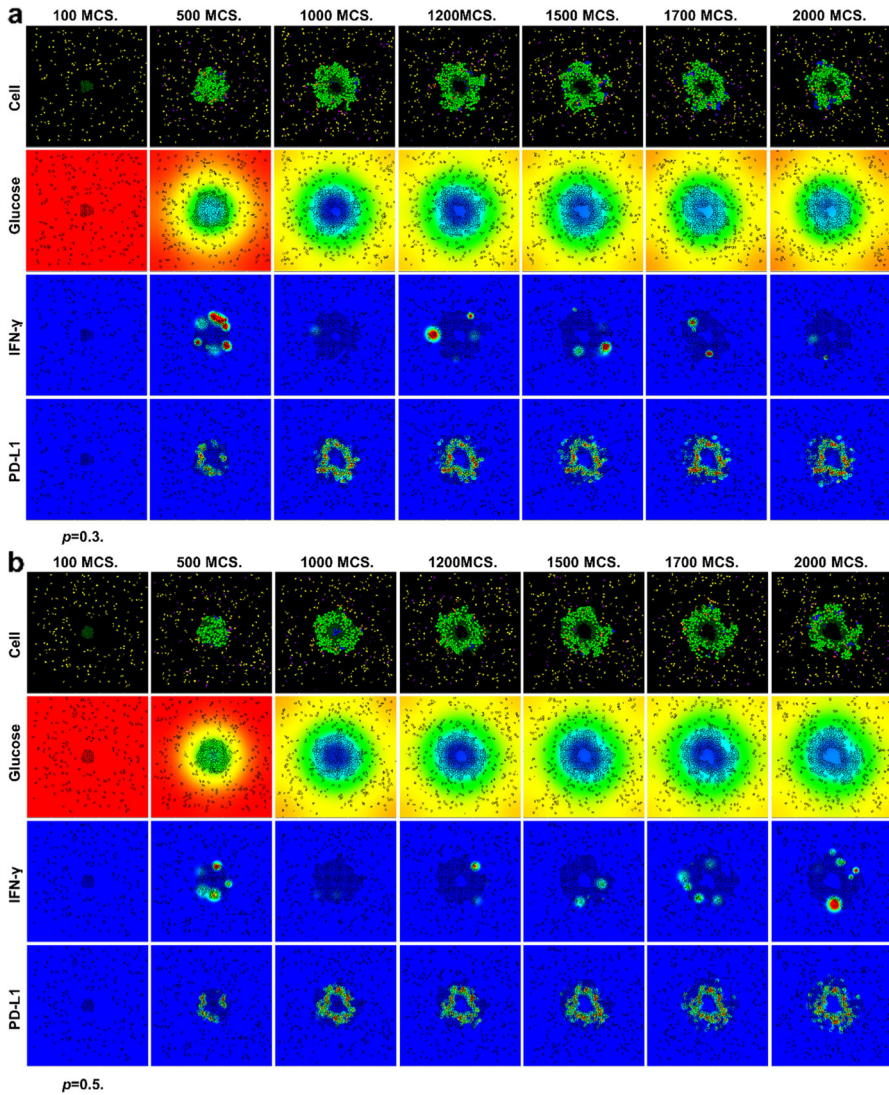 a
100 MCS. 500 MCS. 1000 MCS. 1200MCS. 1500 MCS. 1700 MCS. 2000 MCS.
Cell
Glucose
IFN-γ
PD-L1
p=0.3.
b
100 MCS. 500 MCS. 1000 MCS. 1200MCS. 1500 MCS. 1700 MCS. 2000 MCS.
Cell
Glucose
IFN-γ
PD-L1
p=0.5.